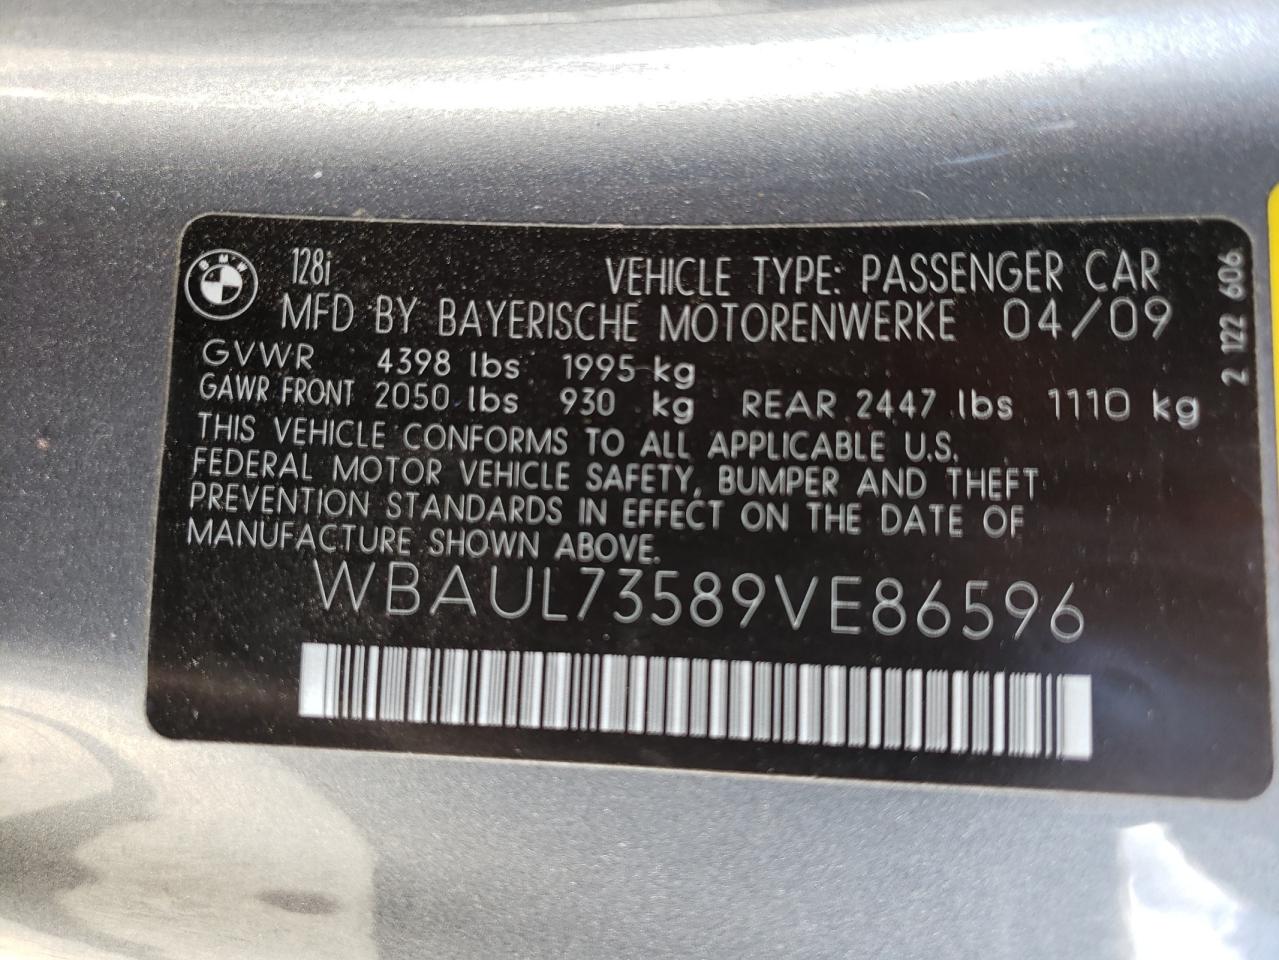 BMW
128i
VEHICLE TYPE: PASSENGER CAR
MFD BY BAYERISCHE MOTORENWERKE 04/09
GVWR 4398 lbs 1995 kg
GAWR FRONT 2050 lbs 930 kg REAR 2447 lbs 1110 kg
THIS VEHICLE CONFORMS TO ALL APPLICABLE U.S.
FEDERAL MOTOR VEHICLE SAFETY, BUMPER AND THEFT
PREVENTION STANDARDS IN EFFECT ON THE DATE OF
MANUFACTURE SHOWN ABOVE.
WBAUL73589VE86596
2 122 606